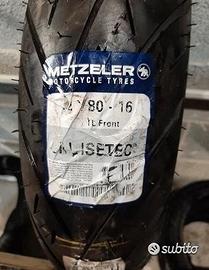 METZELER
MOTORCYCLE TYRES
/80 - 16
TL Front
subito